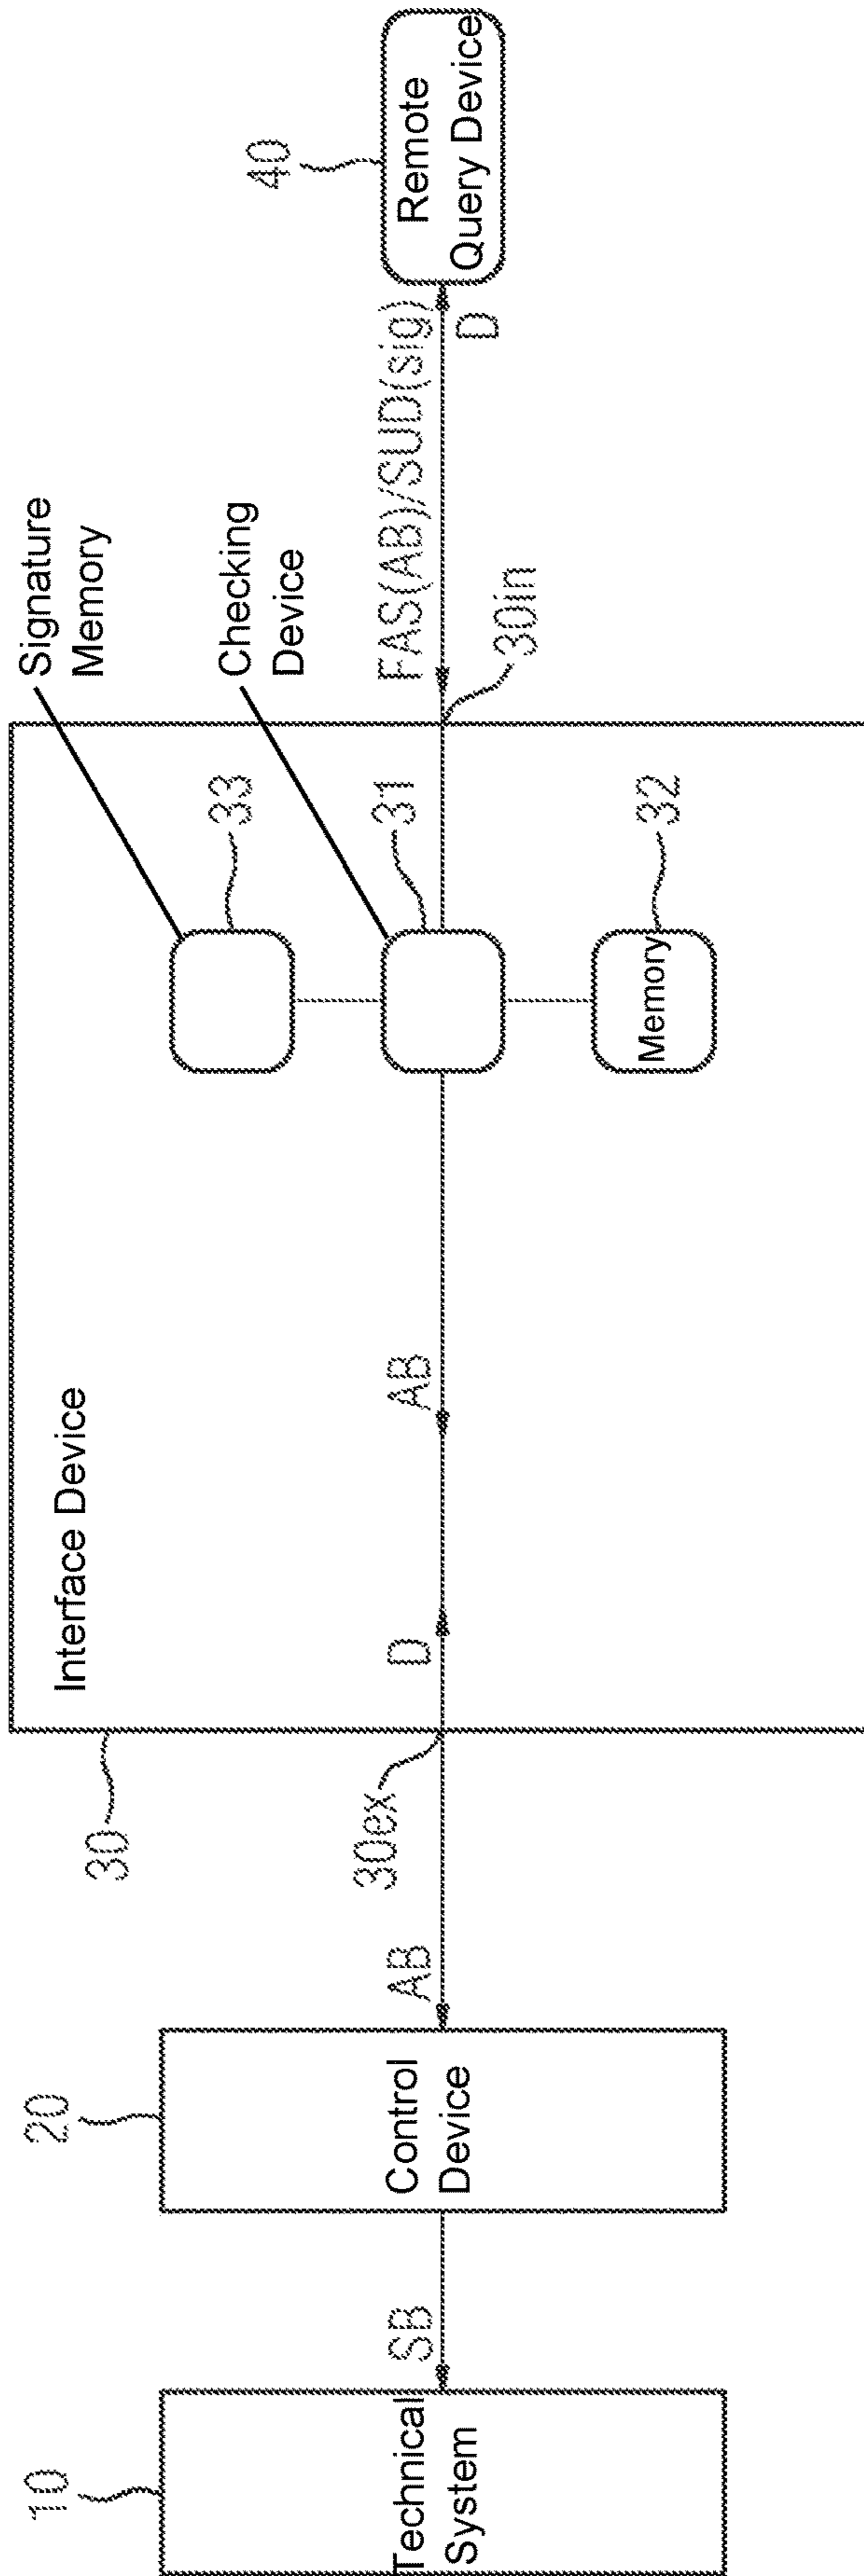 10
Technical
System
SB
20
Control
Device
AB
30
30ex
Interface Device
D
AB
Signature
Memory
33
Checking
Device
31
Memory
32
30in
FAS(AB)/SUD(sig)
D
40
Remote
Query Device